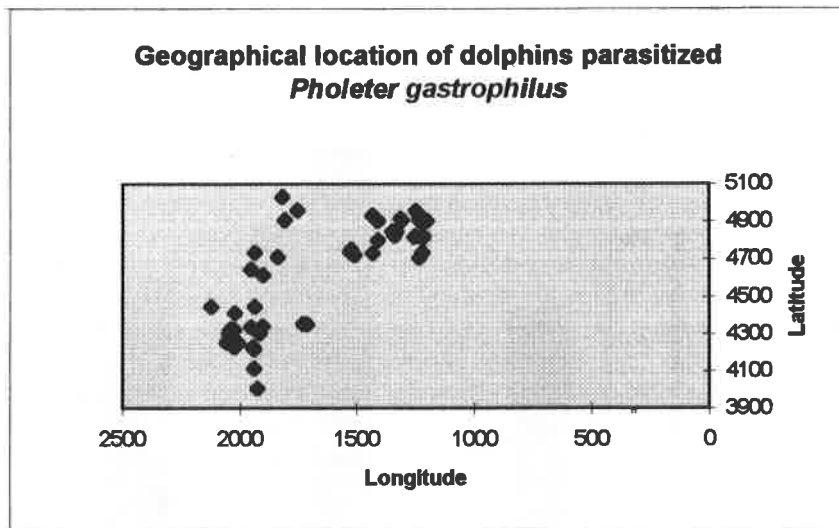 Geographical location of dolphins parasitized
Pholeter gastrophilus
5100
4900
4700
4500
4300
4100
3900
Latitude
2500 2000 1500 1000 500 0
Longitude